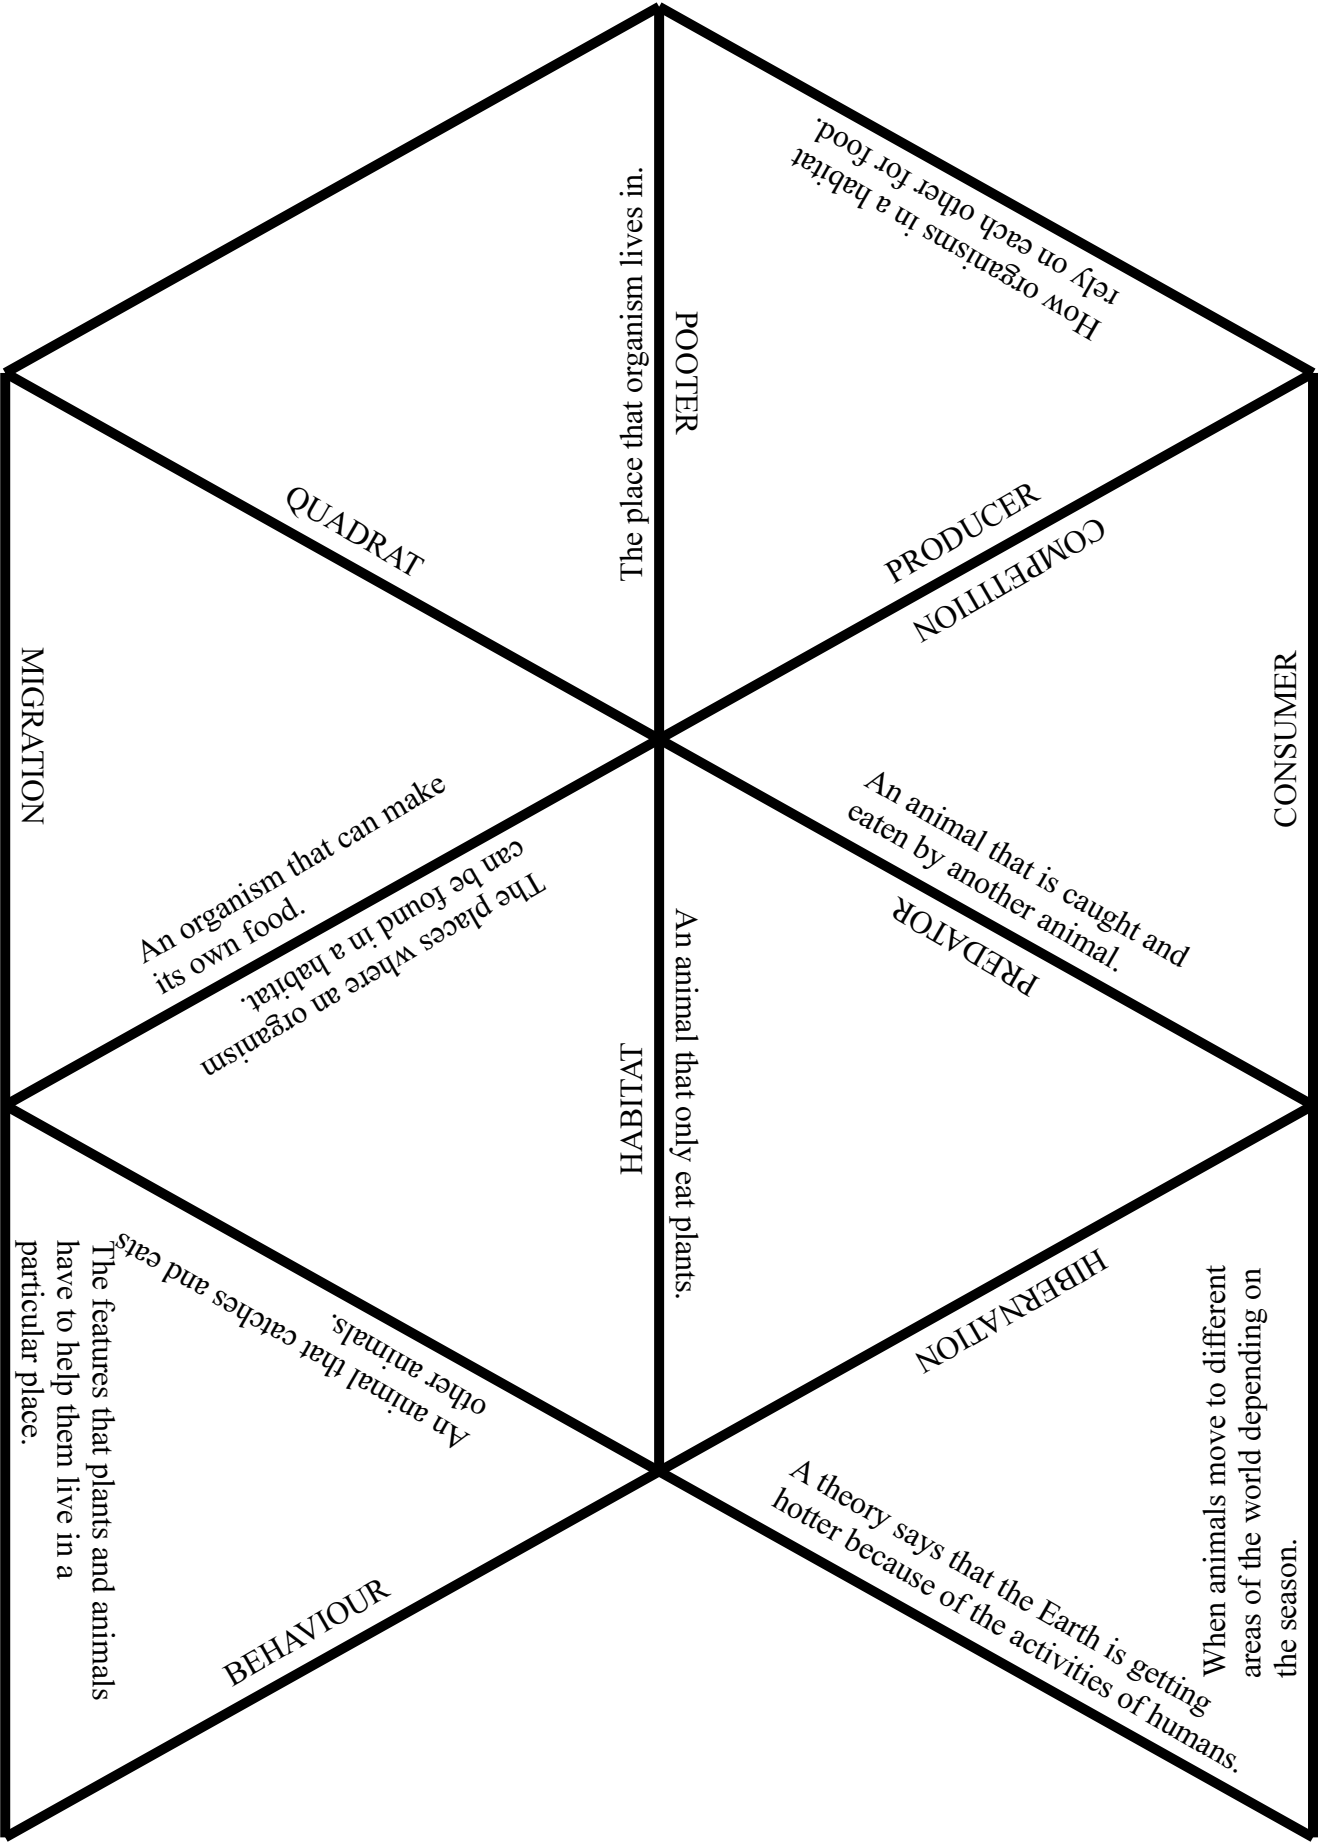 How organisms in a habitat
rely on each other for food.
The place that organism lives in.
POOTER
QUADRAT
PRODUCER
COMPETITION
MIGRATION
CONSUMER
An organism that can make
its own food.
The places where an organism
can be found in a habitat.
An animal that is caught and
eaten by another animal.
PREDATOR
HABITAT
An animal that only eat plants.
An animal that catches and eats
other animals.
The features that plants and animals
have to help them live in a
particular place.
HIBERNATION
When animals move to different
areas of the world depending on
the season.
A theory says that the Earth is getting
hotter because of the activities of humans.
BEHAVIOUR